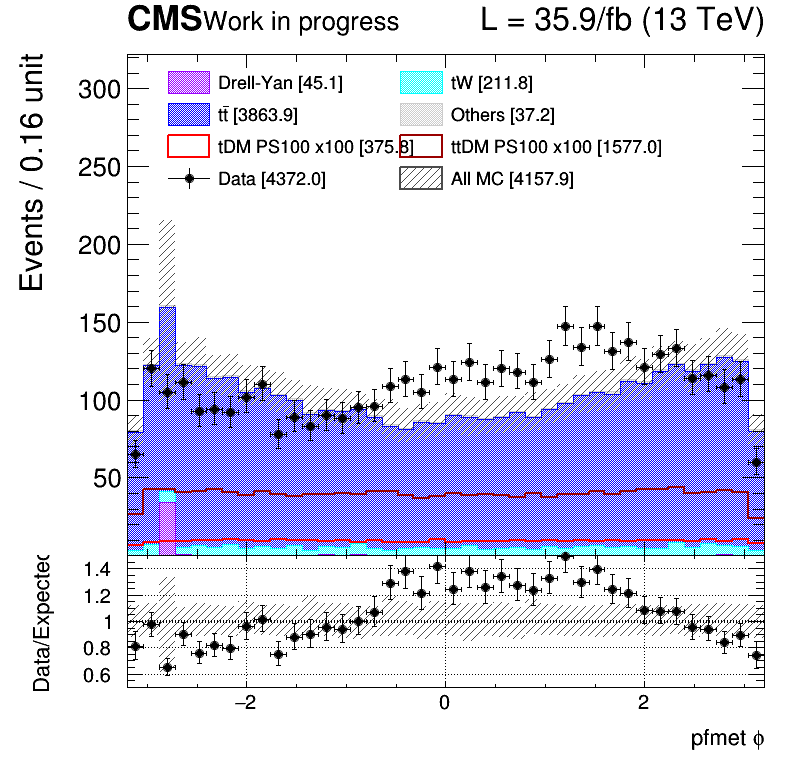 CMS Work in progress L = 35.9/fb (13 TeV)
Events / 0.16 unit
300
250
200
150
100
50
Drell-Yan [45.1] tW [211.8]
tt̄ [3863.9] Others [37.2]
tDM PS100 x100 [375.8] ttDM PS100 x100 [1577.0]
Data [4372.0] All MC [4157.9]
Data/Expected
1.4
1.2
1
0.8
0.6
−2 0 2
pfmet ϕ